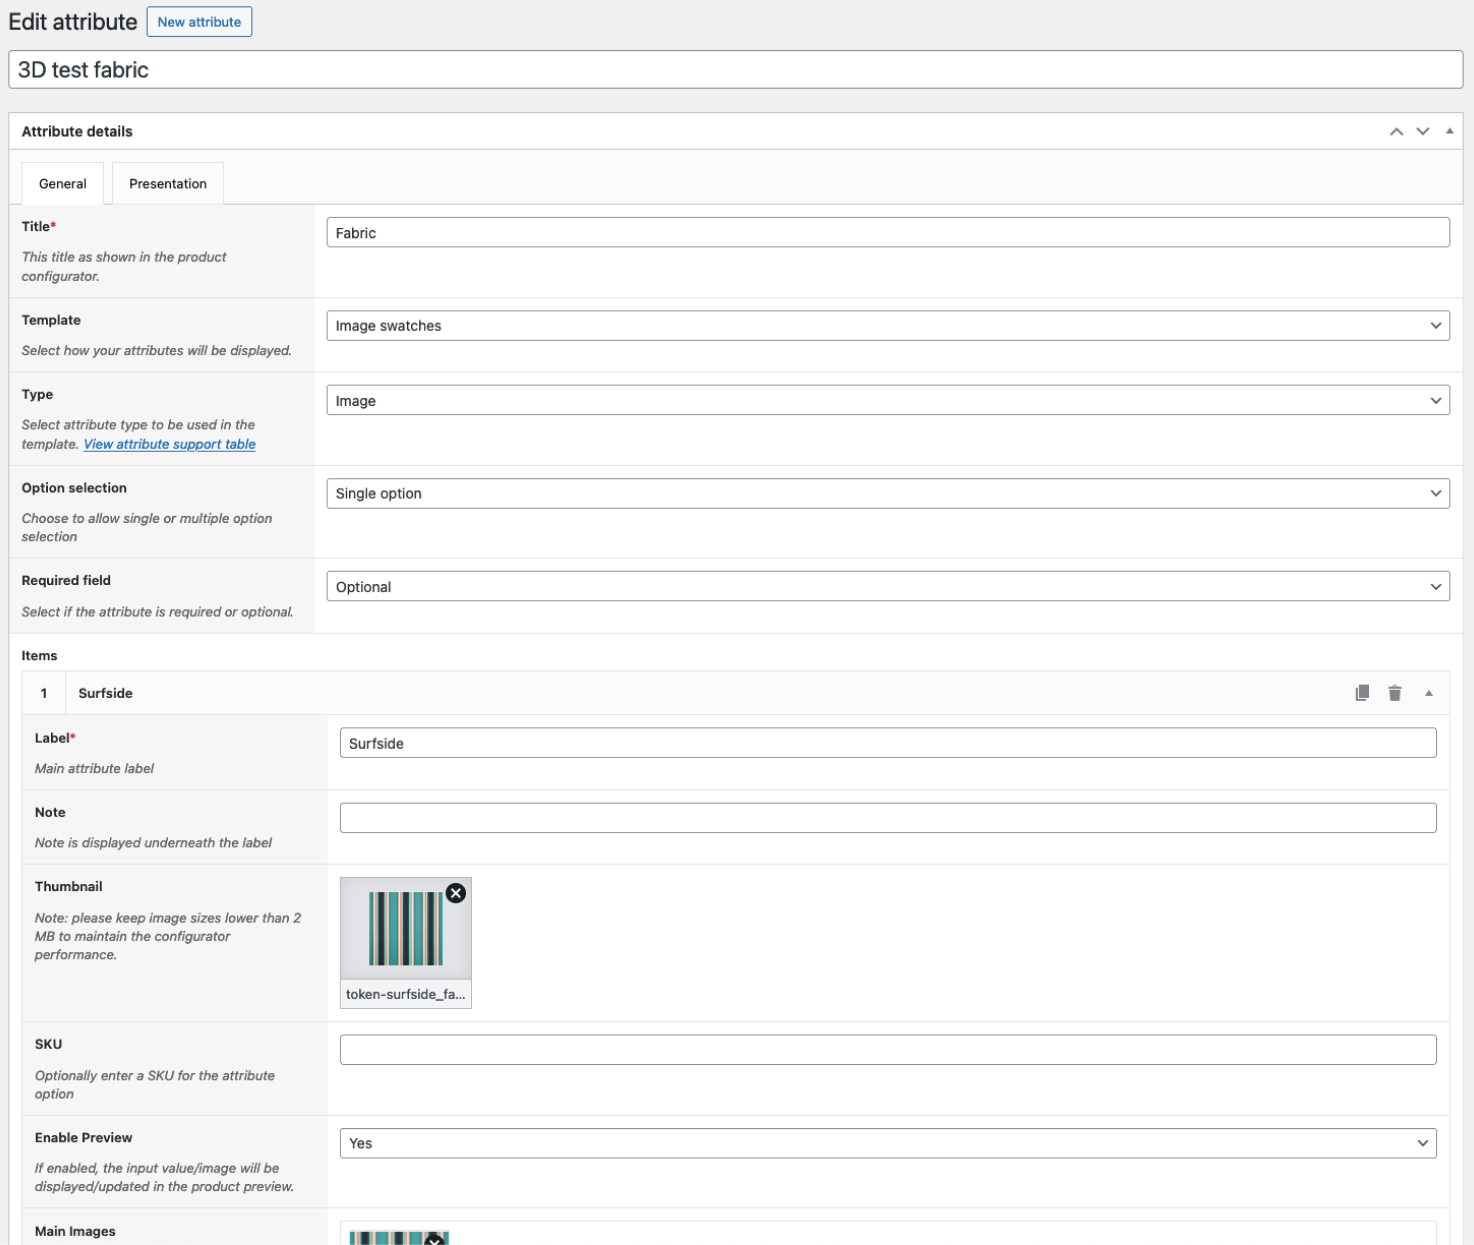 Edit attribute
New attribute
3D test fabric
Attribute details
General
Presentation
Title*
This title as shown in the product
configurator.
Fabric
Template
Select how your attributes will be displayed.
Image swatches
Type
Select attribute type to be used in the
template. View attribute support table
Image
Option selection
Choose to allow single or multiple option
selection
Single option
Required field
Select if the attribute is required or optional.
Optional
Items
1
Surfside
Label*
Main attribute label
Surfside
Note
Note is displayed underneath the label
Thumbnail
Note: please keep image sizes lower than 2
MB to maintain the configurator
performance.
token-surfside_fa...
SKU
Optionally enter a SKU for the attribute
option
Enable Preview
If enabled, the input value/image will be
displayed/updated in the product preview.
Yes
Main Images